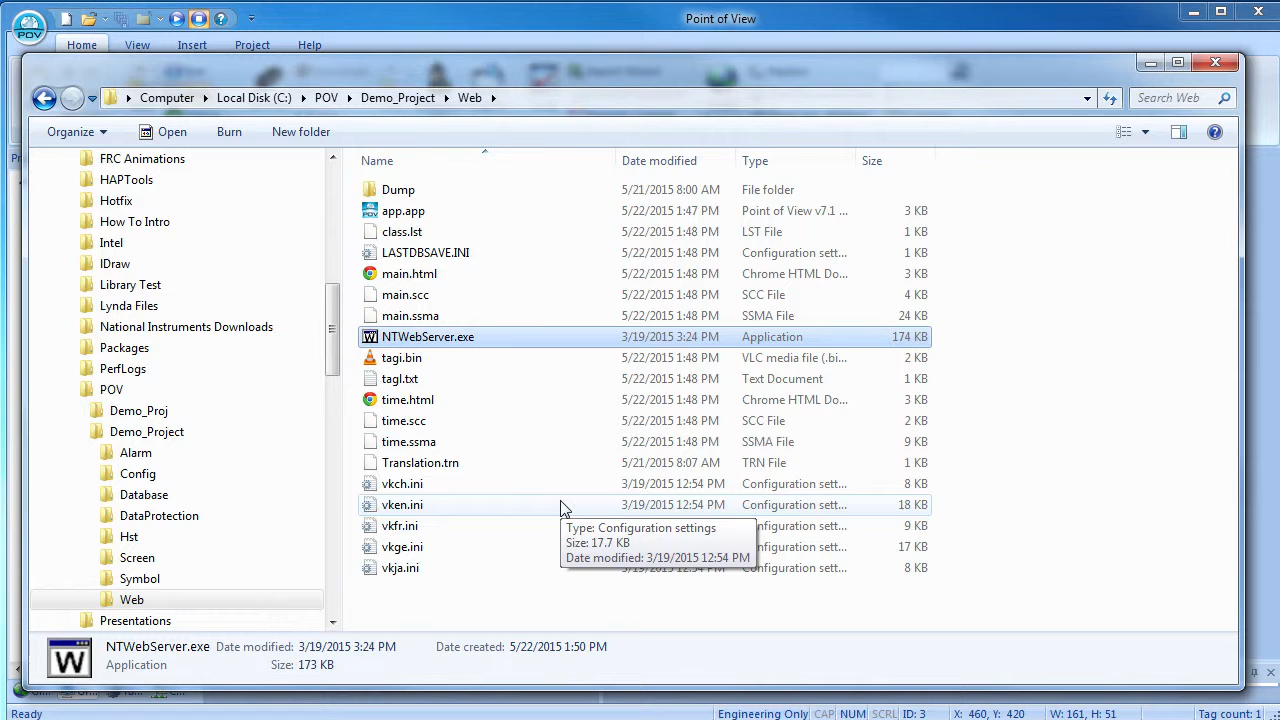 Point of View
POV
Home View Insert Project Help
Computer Local Disk (C:) POV Demo_Project Web
Search Web
Organize Open Burn New folder
Name Date modified Type Size
FRC Animations
HAPTools
Hotfix
How To Intro
Intel
IDraw
Library Test
Lynda Files
National Instruments Downloads
Packages
PerfLogs
POV
Demo_Proj
Demo_Project
Alarm
Config
Database
DataProtection
Hst
Screen
Symbol
Web
Presentations
Dump 5/21/2015 8:00 AM File folder
app.app 5/22/2015 1:47 PM Point of View v7.1 ... 3 KB
class.lst 5/22/2015 1:48 PM LST File 1 KB
LASTDBSAVE.INI 5/22/2015 1:48 PM Configuration sett... 1 KB
main.html 5/22/2015 1:48 PM Chrome HTML Do... 3 KB
main.scc 5/22/2015 1:48 PM SCC File 4 KB
main.ssma 5/22/2015 1:48 PM SSMA File 24 KB
NTWebServer.exe 3/19/2015 3:24 PM Application 174 KB
tagi.bin 5/22/2015 1:48 PM VLC media file (.bi... 2 KB
tagl.txt 5/22/2015 1:48 PM Text Document 1 KB
time.html 5/22/2015 1:48 PM Chrome HTML Do... 3 KB
time.scc 5/22/2015 1:48 PM SCC File 2 KB
time.ssma 5/22/2015 1:48 PM SSMA File 9 KB
Translation.trn 5/21/2015 8:07 AM TRN File 1 KB
vkch.ini 3/19/2015 12:54 PM Configuration sett... 8 KB
vken.ini 3/19/2015 12:54 PM Configuration sett... 18 KB
vkfr.ini 9 KB
vkge.ini 17 KB
vkja.ini 3/19/2015 12:54 PM Configuration sett... 8 KB
Type: Configuration settings
Size: 17.7 KB
Date modified: 3/19/2015 12:54 PM
NTWebServer.exe Date modified: 3/19/2015 3:24 PM Date created: 5/22/2015 1:50 PM
Application Size: 173 KB
Ready Engineering Only CAP NUM SCRL ID: 3 X: 460, Y: 420 W: 161, H: 51 Tag count: 1